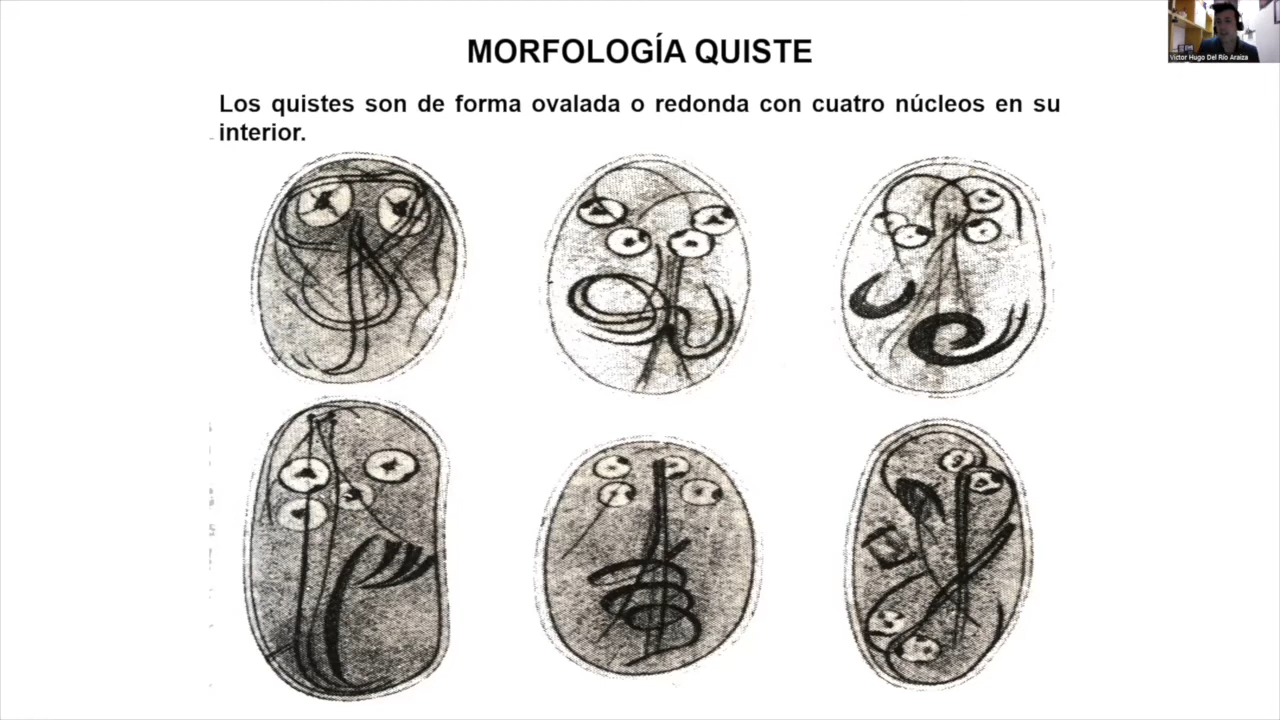 MORFOLOGÍA QUISTE
Los quistes son de forma ovalada o redonda con cuatro núcleos en su
interior.
Víctor Hugo Del Río Araiza